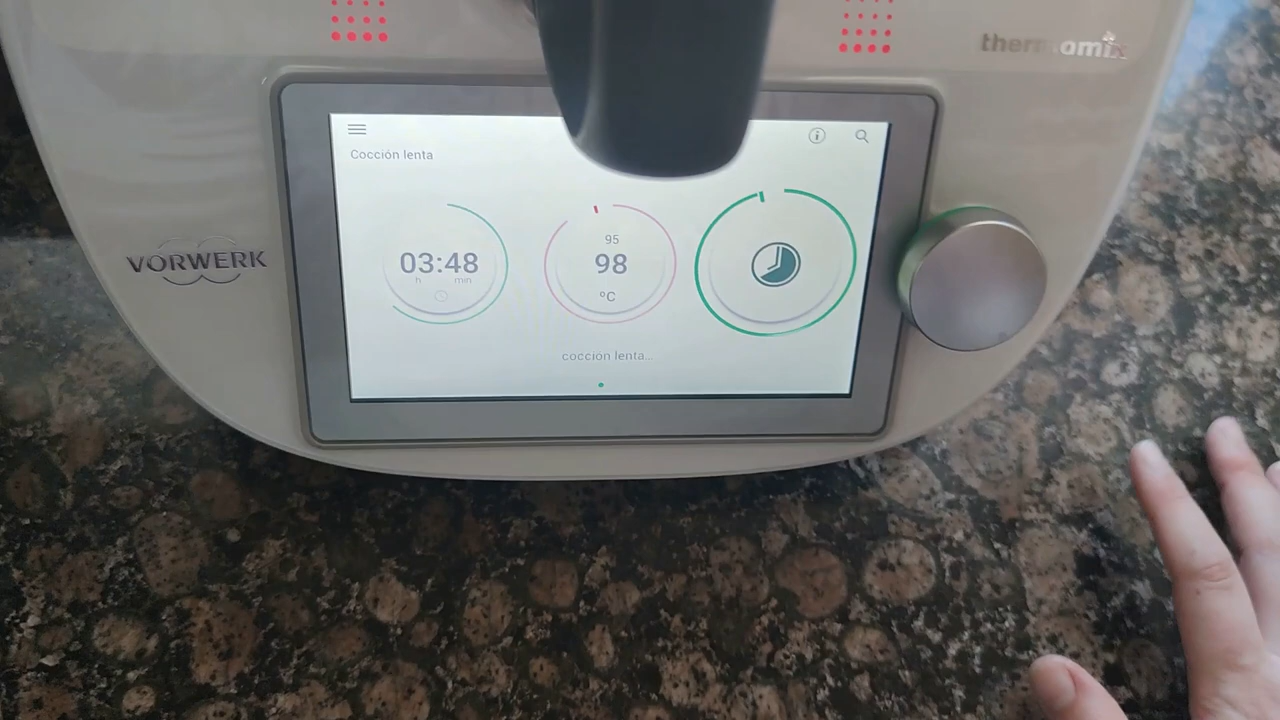 thermomix
Cocción lenta
VORWERK
03:48
h min
95
98
ºC
cocción lenta...